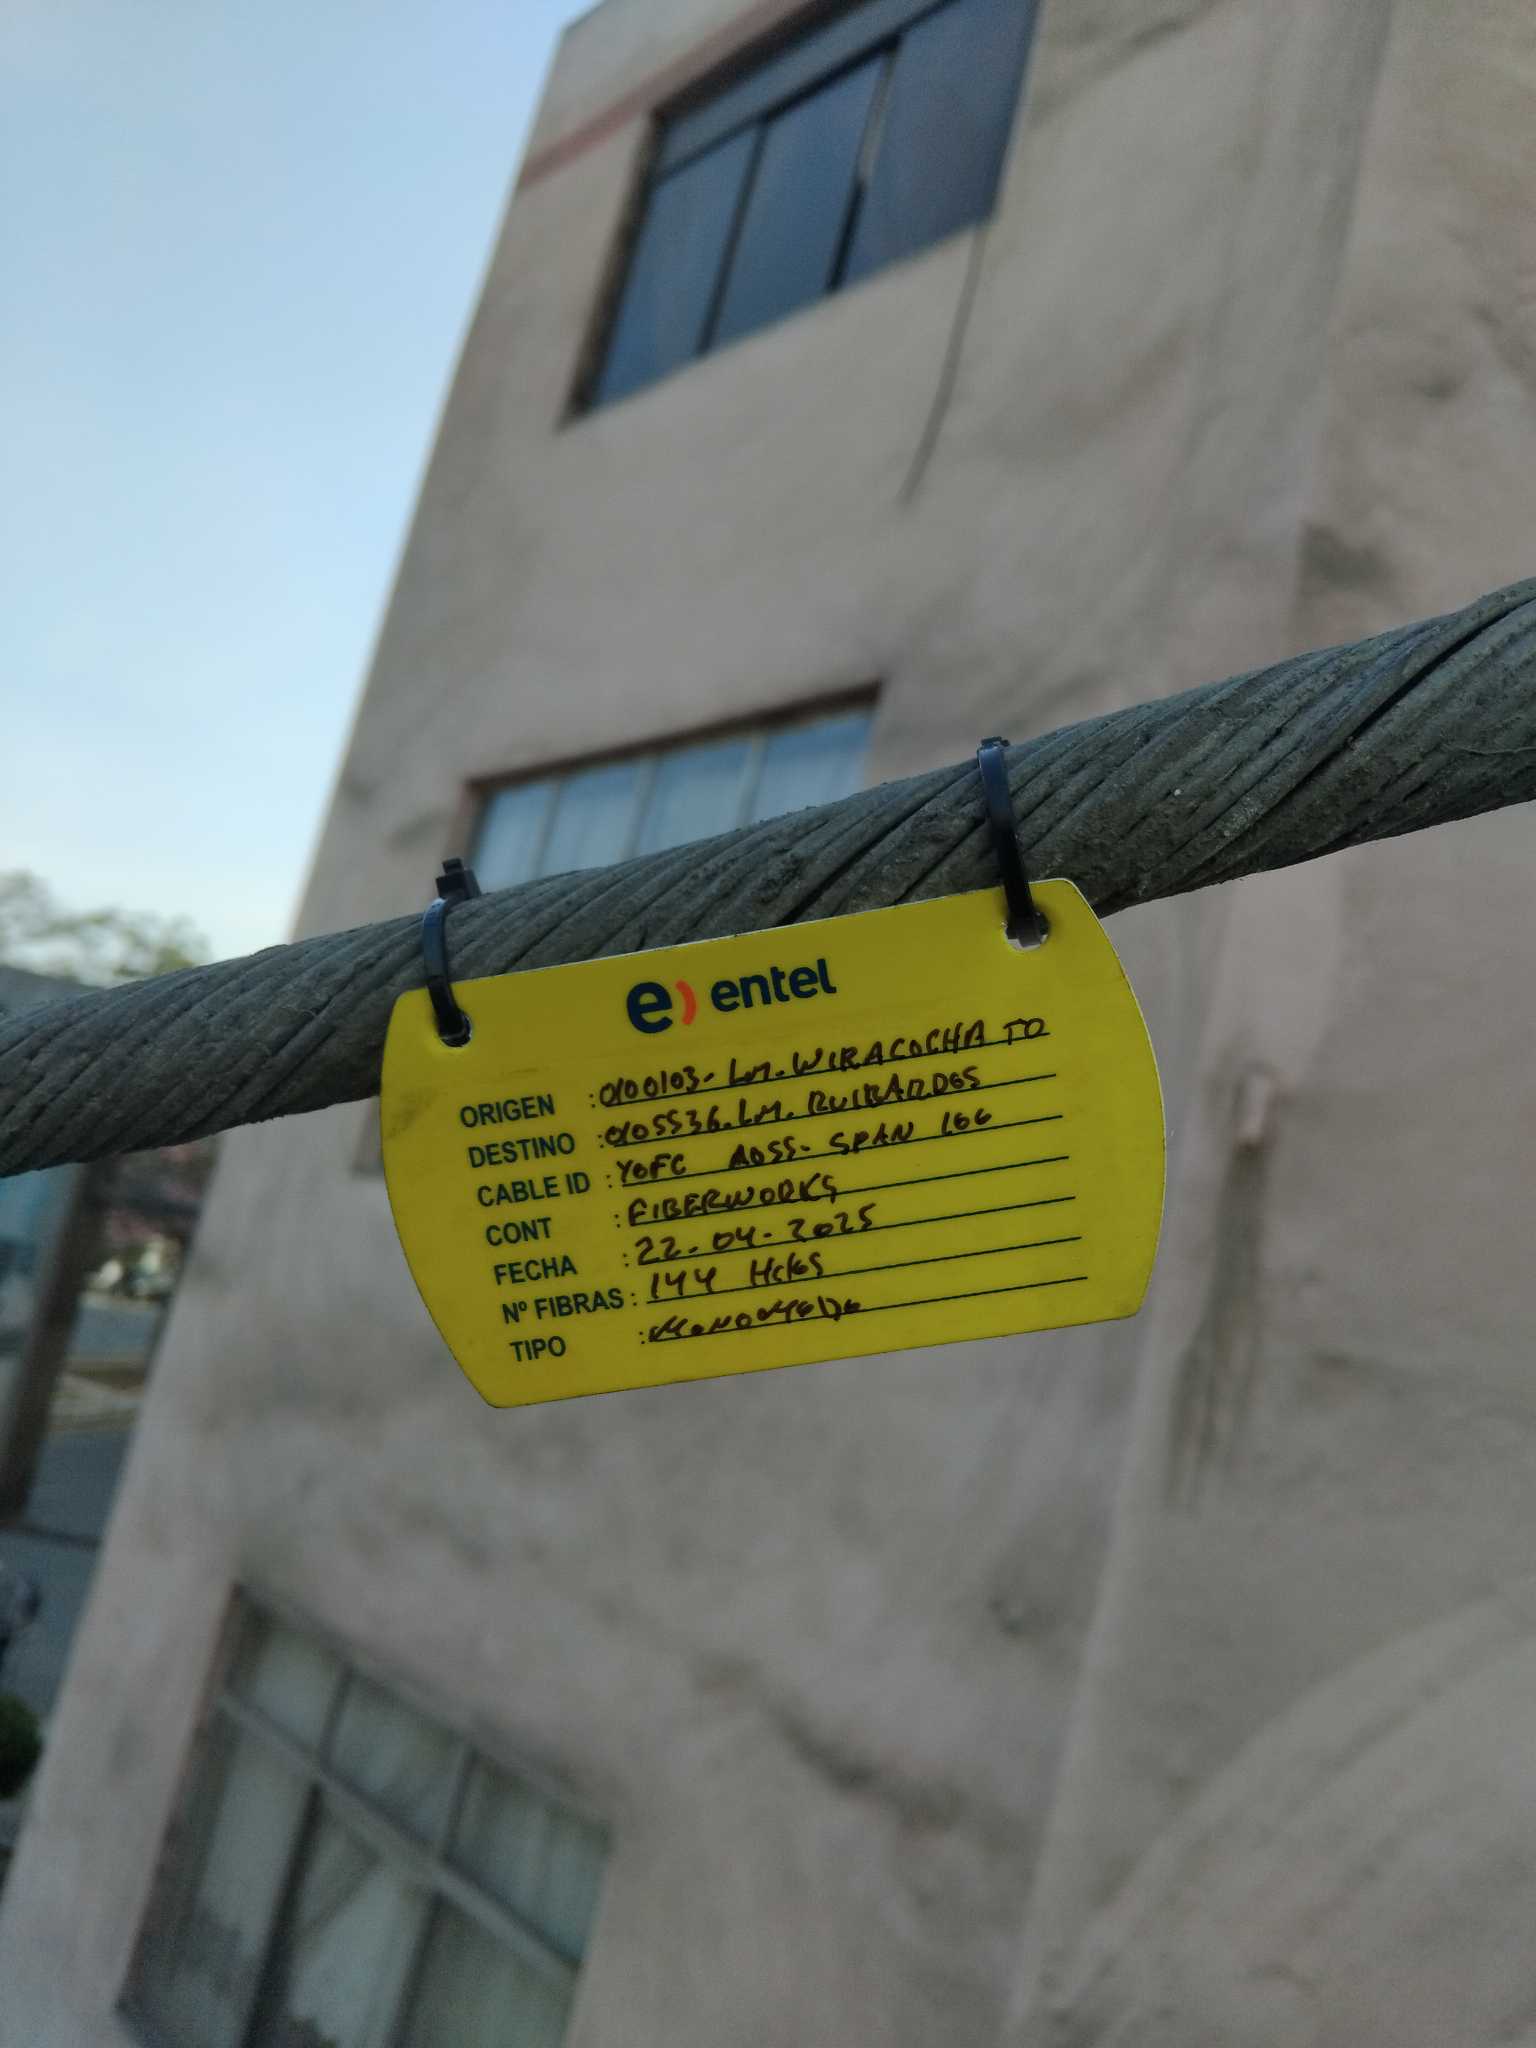 e) entel
ORIGEN : 0100103- LM. WIRACOCHA TO
DESTINO : 0105536. LM.
CABLE ID : YOFC ADSS- SPAN 100
CONT : FIBERWORKS
FECHA : 22-04-2025
Nº FIBRAS : 144 Hilos
TIPO : Monomodo